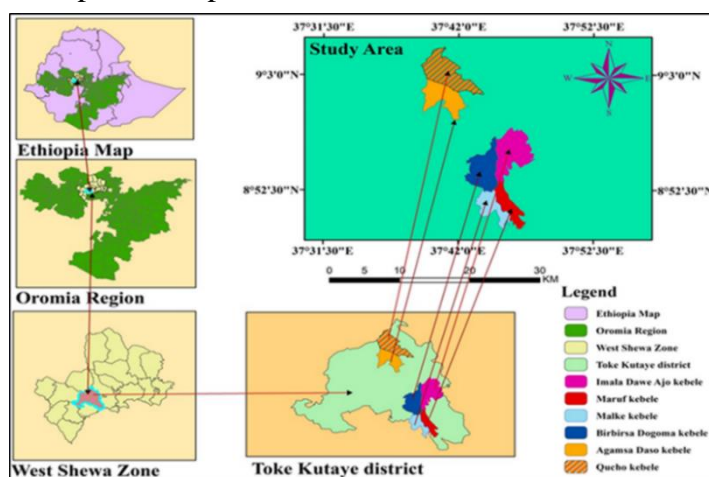 Study Area
37°31'30"E 37°42'0"E 37°52'30"E
N
W E
S
9°3'0"N 9°3'0"N
8°52'30"N 8°52'30"N
37°31'30"E 37°42'0"E 37°52'30"E
0 5 10 20 30
KM
Ethiopia Map
Oromia Region
West Shewa Zone
Toke Kutaye district
Legend
Ethiopia Map
Oromia Region
West Shewa Zone
Toke Kutaye district
Imala Dawe Ajo kebele
Maruf kebele
Malke kebele
Birbirsa Dogoma kebele
Agamsa Daso kebele
Qucho kebele